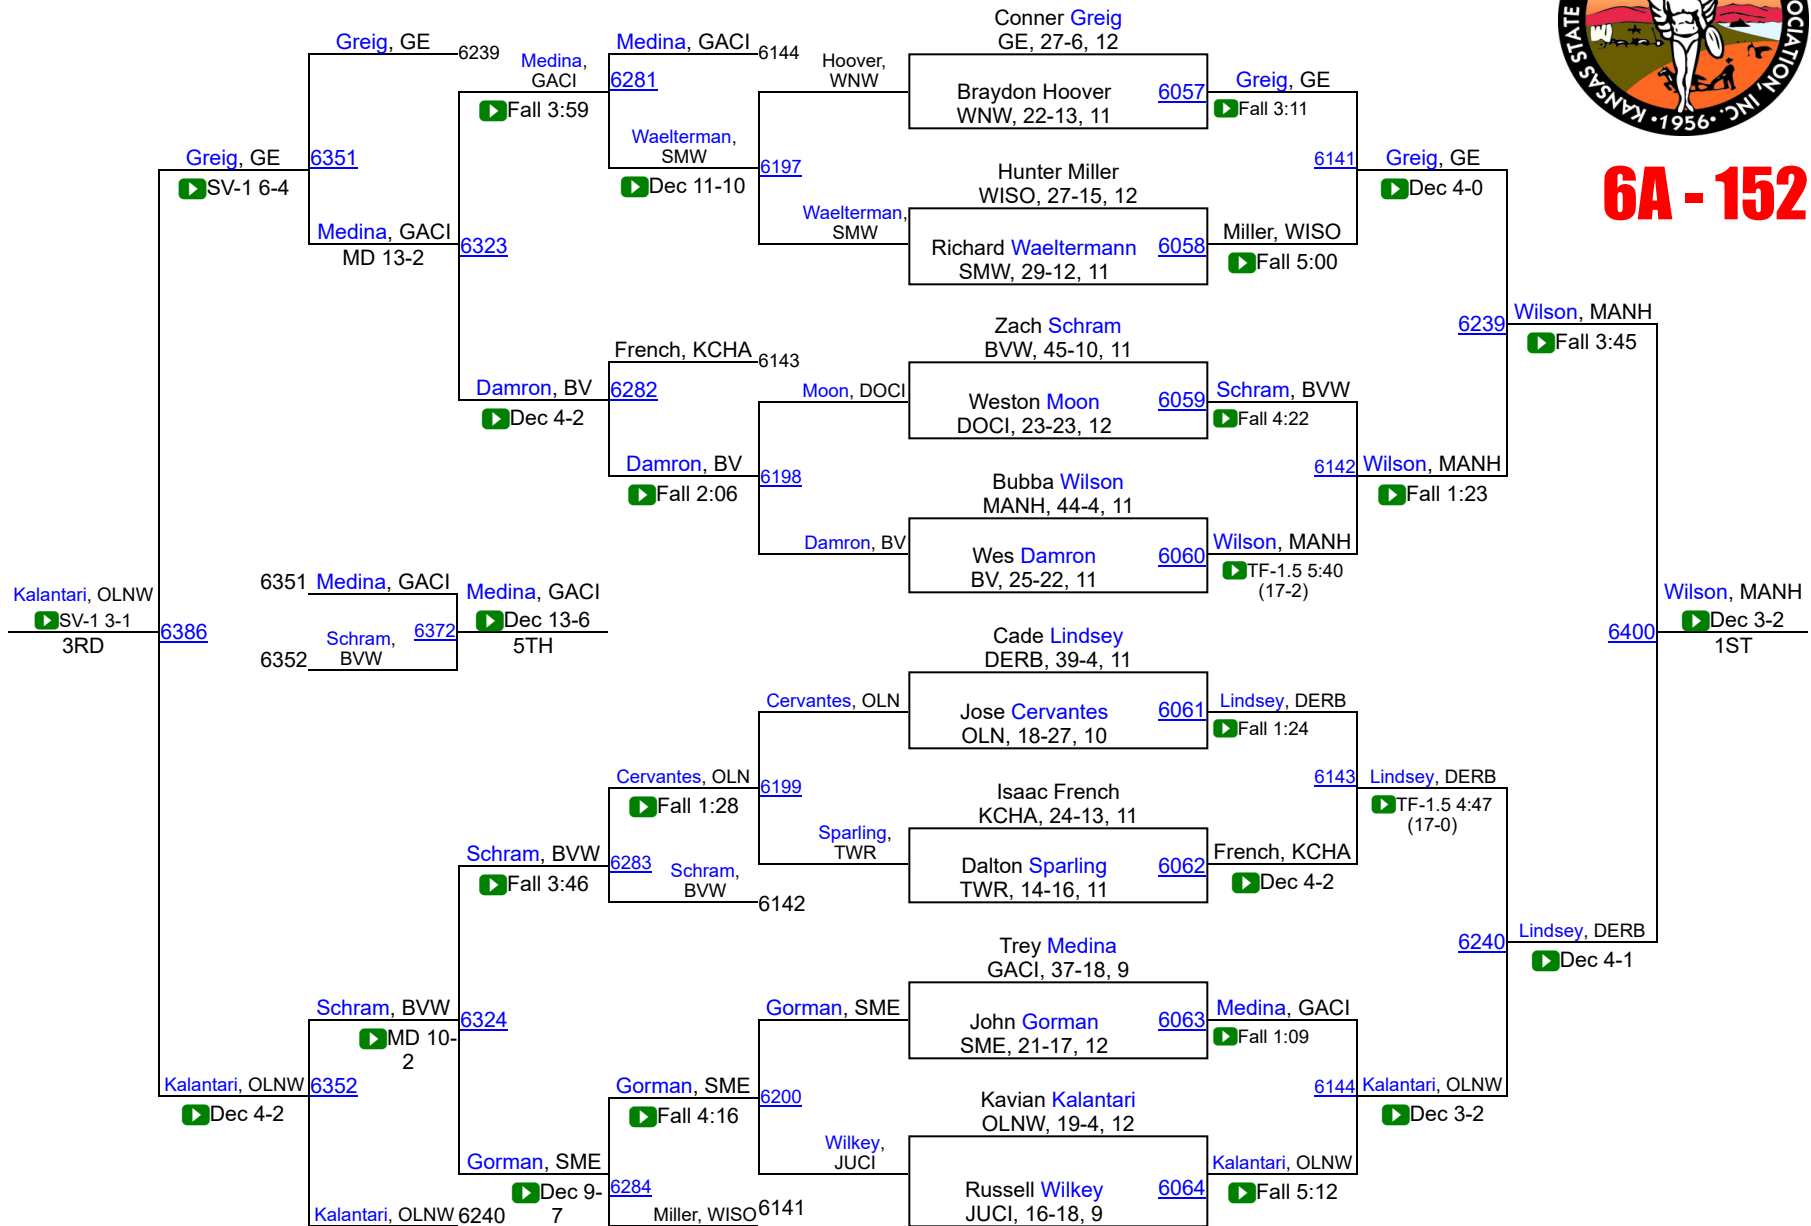 KANSAS STATE
OCIATION, INC.
•1956•
6A - 152
Conner Greig
GE, 27-6, 12
Braydon Hoover
WNW, 22-13, 11
6057
Hunter Miller
WISO, 27-15, 12
Richard Waeltermann
SMW, 29-12, 11
6058
Zach Schram
BVW, 45-10, 11
Weston Moon
DOCI, 23-23, 12
6059
Bubba Wilson
MANH, 44-4, 11
Wes Damron
BV, 25-22, 11
6060
Cade Lindsey
DERB, 39-4, 11
Jose Cervantes
OLN, 18-27, 10
6061
Isaac French
KCHA, 24-13, 11
Dalton Sparling
TWR, 14-16, 11
6062
Trey Medina
GACI, 37-18, 9
John Gorman
SME, 21-17, 12
6063
Kavian Kalantari
OLNW, 19-4, 12
Russell Wilkey
JUCI, 16-18, 9
6064
Greig, GE
Fall 3:11
Miller, WISO
Fall 5:00
Schram, BVW
Fall 4:22
Wilson, MANH
TF-1.5 5:40
(17-2)
Lindsey, DERB
Fall 1:24
French, KCHA
Dec 4-2
Medina, GACI
Fall 1:09
Kalantari, OLNW
Fall 5:12
6141
Greig, GE
Dec 4-0
6142
Wilson, MANH
Fall 1:23
6143
Lindsey, DERB
TF-1.5 4:47
(17-0)
6144
Kalantari, OLNW
Dec 3-2
6239
Wilson, MANH
Fall 3:45
6240
Lindsey, DERB
Dec 4-1
6400
Wilson, MANH
Dec 3-2
1ST
Hoover,
WNW
Waelterman,
SMW
Moon, DOCI
Damron, BV
Cervantes, OLN
Sparling,
TWR
Gorman, SME
Wilkey,
JUCI
Medina, GACI
6144
6197
Waelterman,
SMW
Dec 11-10
French, KCHA
6143
6198
Damron, BV
Fall 2:06
6199
Cervantes, OLN
Fall 1:28
Schram,
BVW
6142
6200
Gorman, SME
Fall 4:16
Miller, WISO
6141
6281
Medina,
GACI
Fall 3:59
6282
Damron, BV
Dec 4-2
6283
Schram, BVW
Fall 3:46
6284
Gorman, SME
Dec 9-
7
Greig, GE
6239
6323
Medina, GACI
MD 13-2
6324
Schram, BVW
MD 10-
2
Kalantari, OLNW
6240
6351
Greig, GE
SV-1 6-4
6352
Kalantari, OLNW
Dec 4-2
6351
Medina, GACI
6352
Schram,
BVW
6372
Medina, GACI
Dec 13-6
5TH
6386
Kalantari, OLNW
SV-1 3-1
3RD